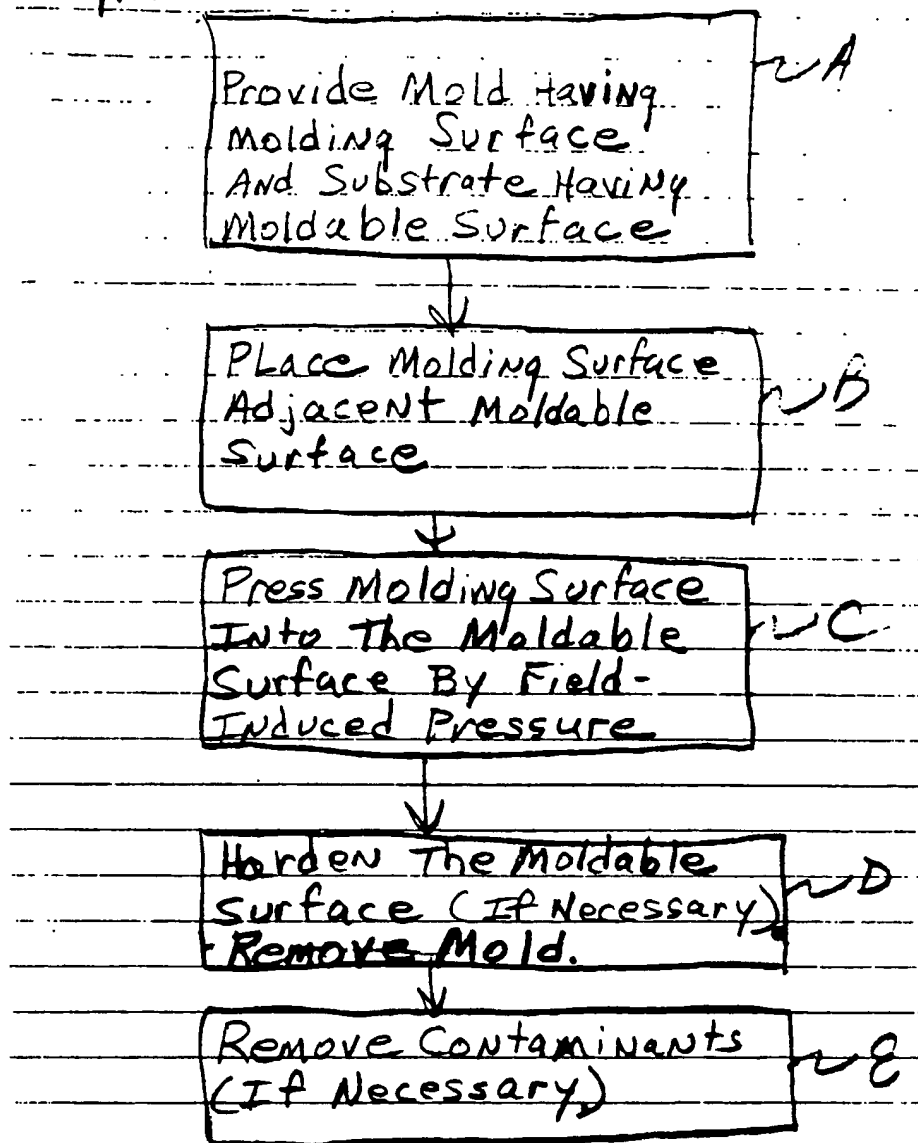 Provide Mold Having
Molding Surface
And Substrate Having
Moldable Surface
A
Place Molding Surface
Adjacent Moldable
Surface
B
Press Molding Surface
Into The Moldable
Surface By Field-
Induced Pressure
C
Harden The Moldable
Surface (If Necessary).
Remove Mold.
D
Remove Contaminants
(If Necessary)
E